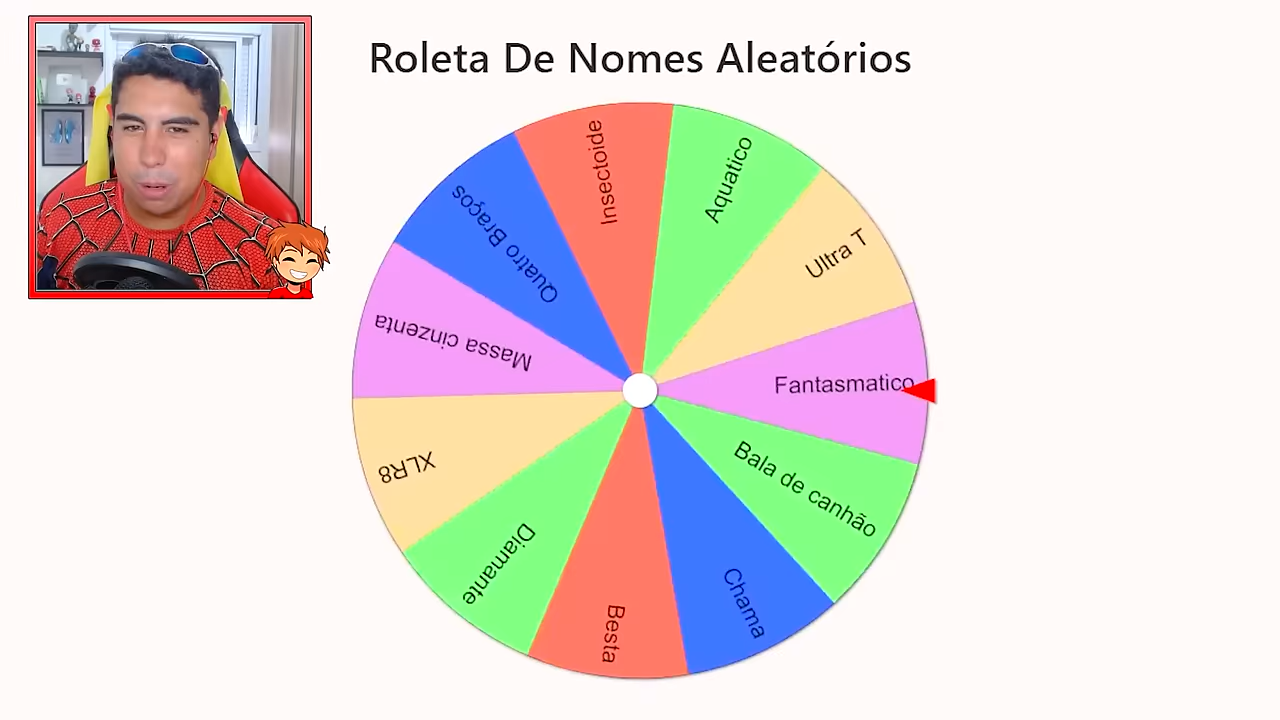 Roleta De Nomes Aleatórios
Insectoide
Aquatico
Ultra T
Fantasmatico
Bala de canhão
Chama
Besta
Diamante
XLR8
Massa cinzenta
Quatro Braços